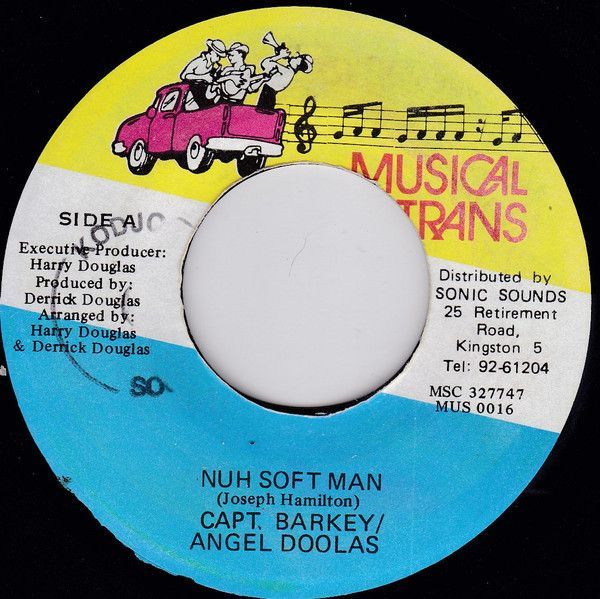 MUSICAL
TRANS
SIDE A
KODJO
Executive Producer:
Harry Douglas
Produced by:
Derrick Douglas
Arranged by:
Harry Douglas
& Derrick Douglas
SO
Distributed by
SONIC SOUNDS
25 Retirement
Road,
Kingston 5
Tel: 92-61204
MSC 327747
MUS 0016
NUH SOFT MAN
(Joseph Hamilton)
CAPT. BARKEY/
ANGEL DOOLAS